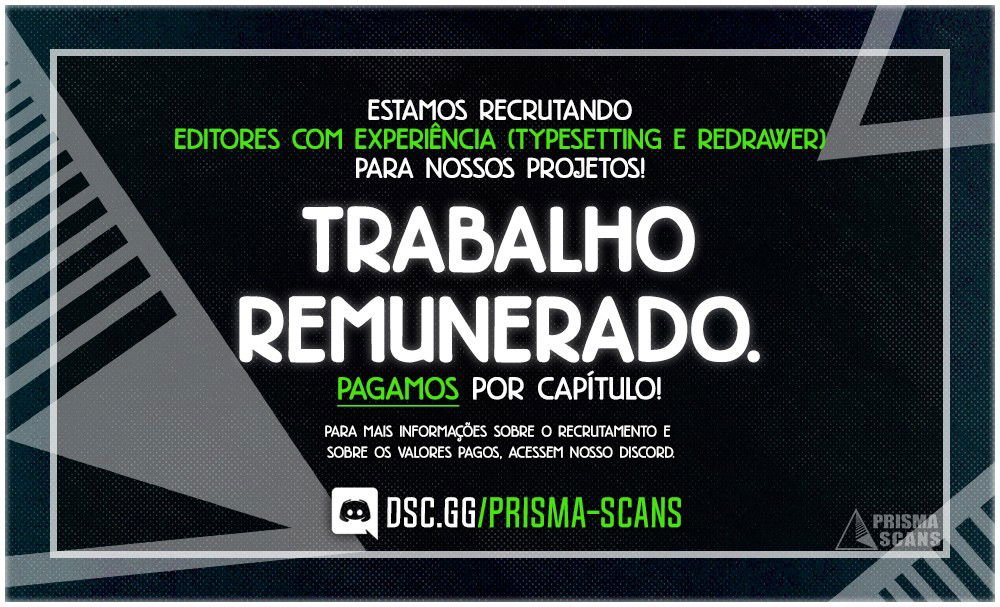 ESTAMOS RECRUTANDO
EDITORES COM EXPERIÊNCIA (TYPESETTING E REDRAWER)
PARA NOSSOS PROJETOS!
TRABALHO
REMUNERADO.
PAGAMOS POR CAPÍTULO!
PARA MAIS INFORMAÇÕES SOBRE O RECRUTAMENTO E
SOBRE OS VALORES PAGOS, ACESSEM NOSSO DISCORD.
DSC.GG/PRISMA-SCANS
PRISMA
SCANS